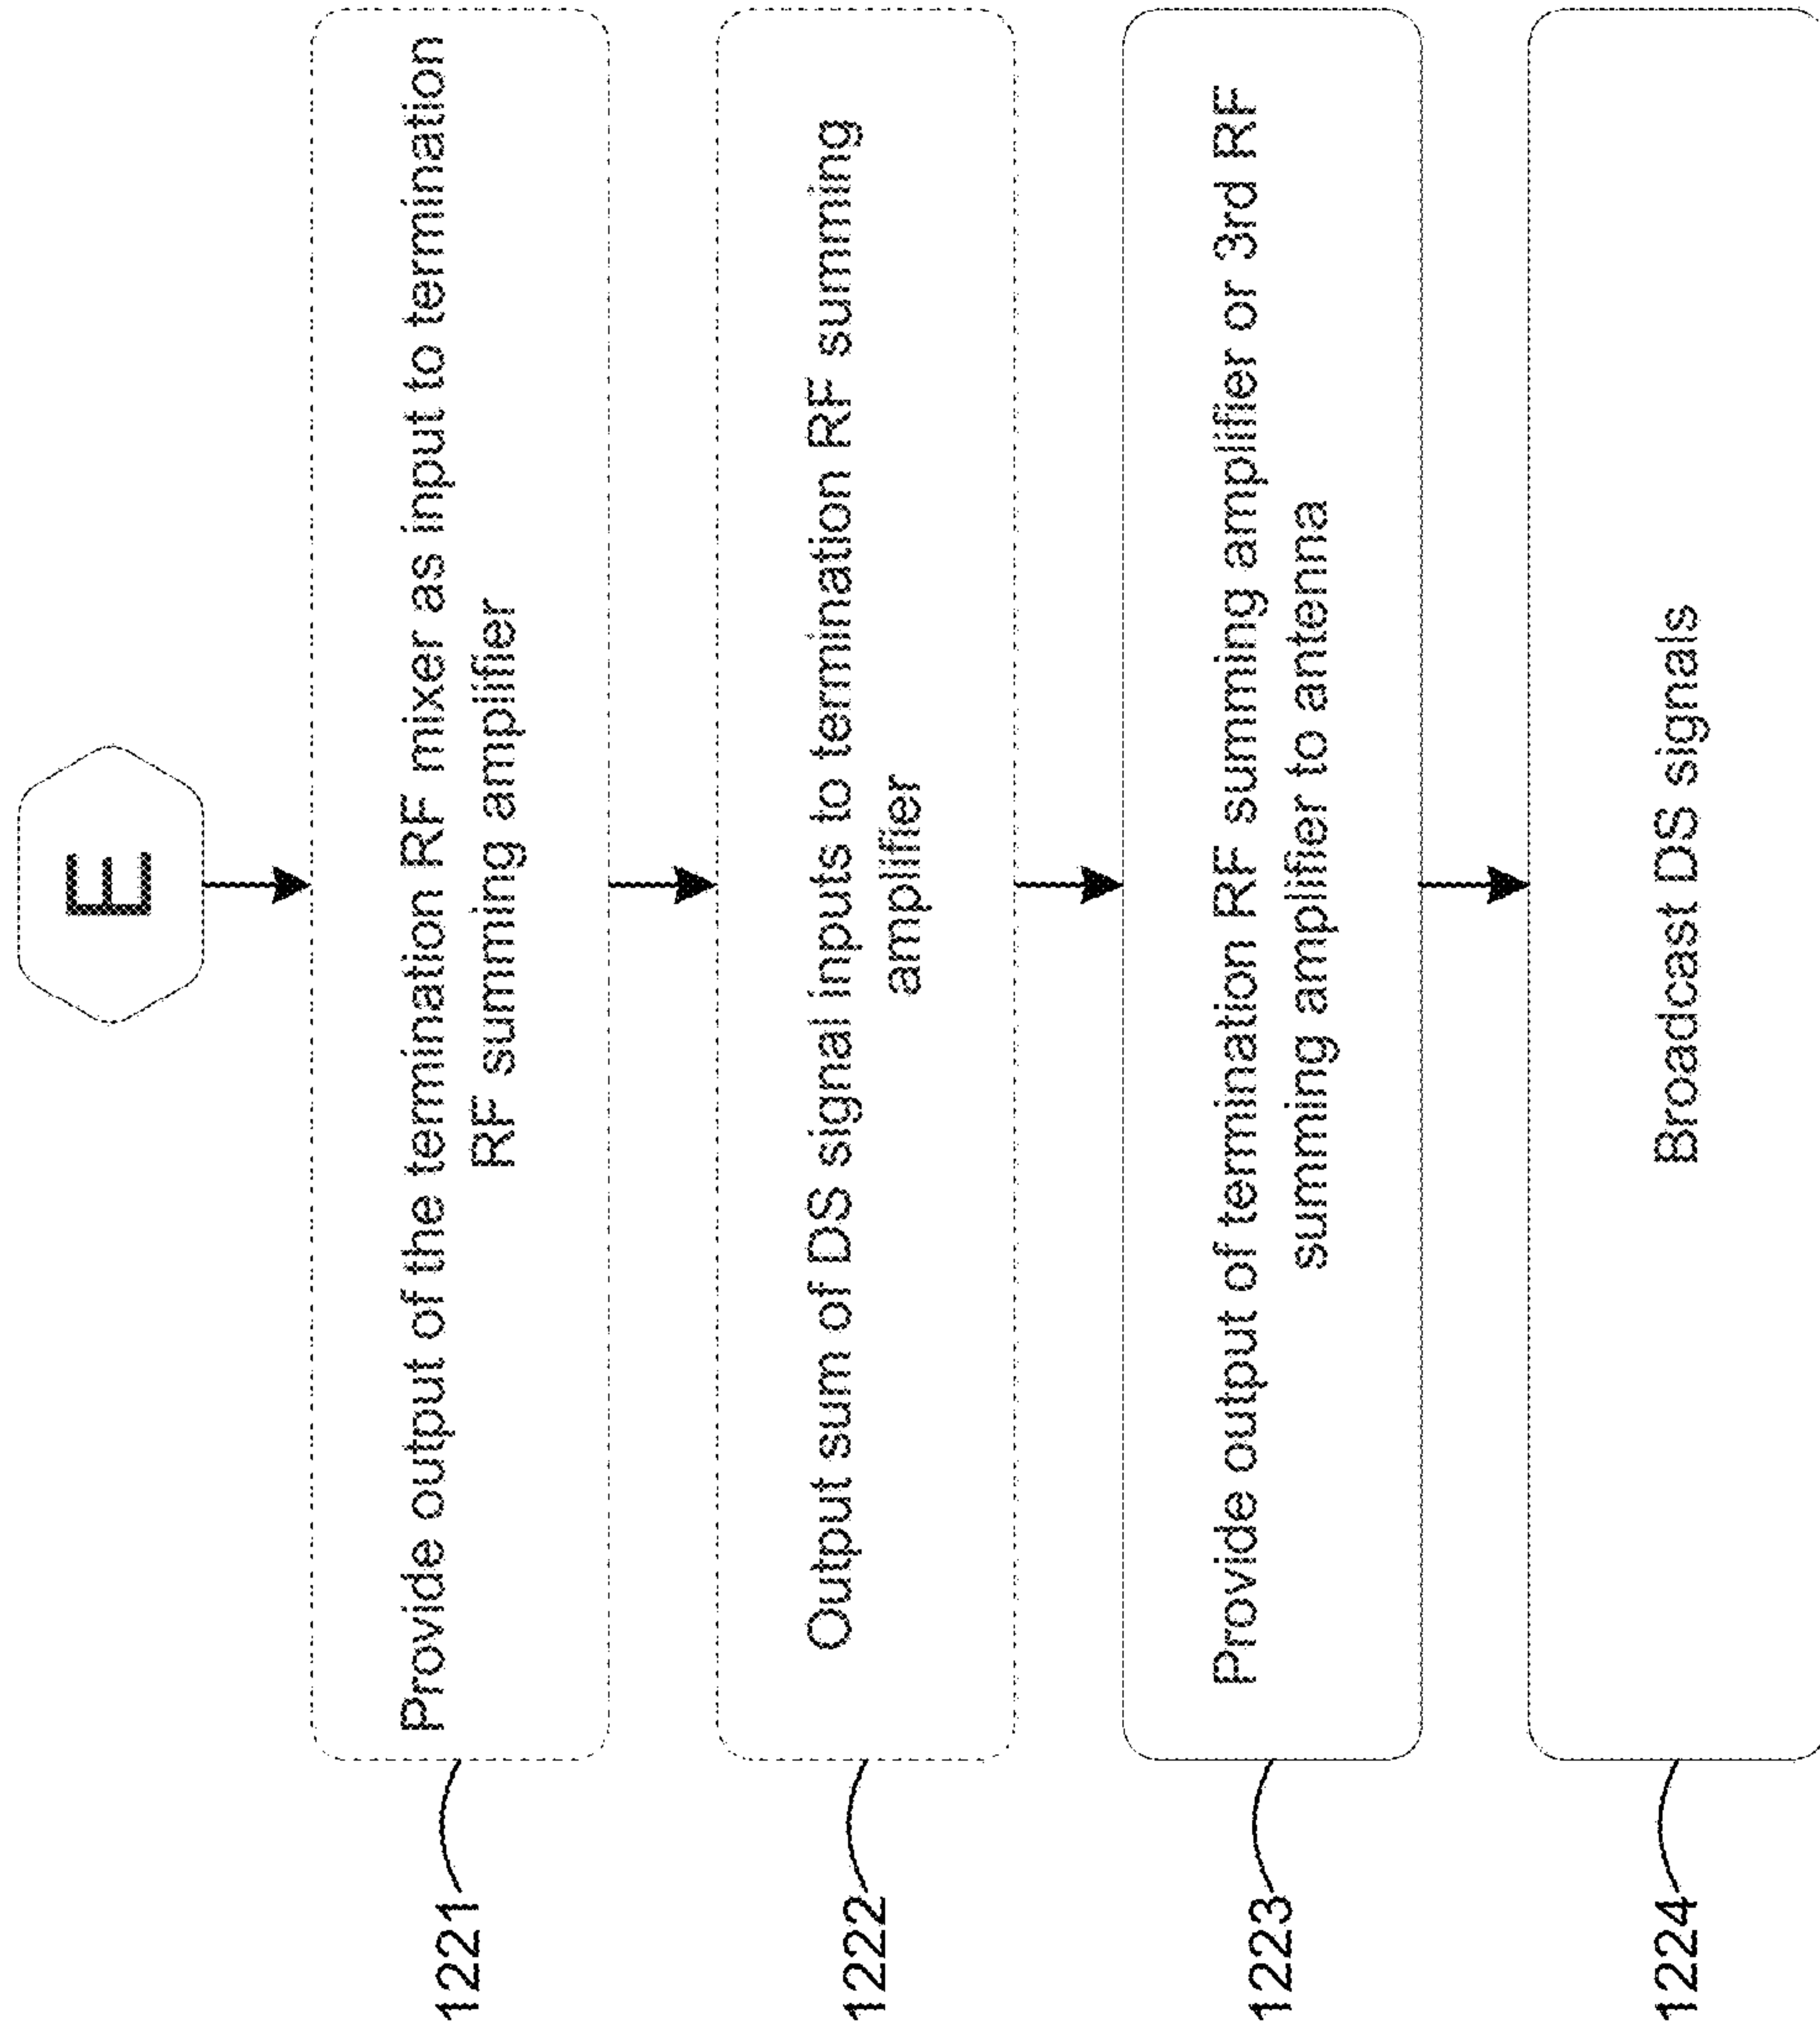 E
1221
Provide output of the termination RF mixer as input to termination
RF summing amplifier
1222
Output sum of DS signal inputs to termination RF summing
amplifier
1223
Provide output of termination RF summing amplifier or 3rd RF
summing amplifier to antenna
1224
Broadcast DS signals